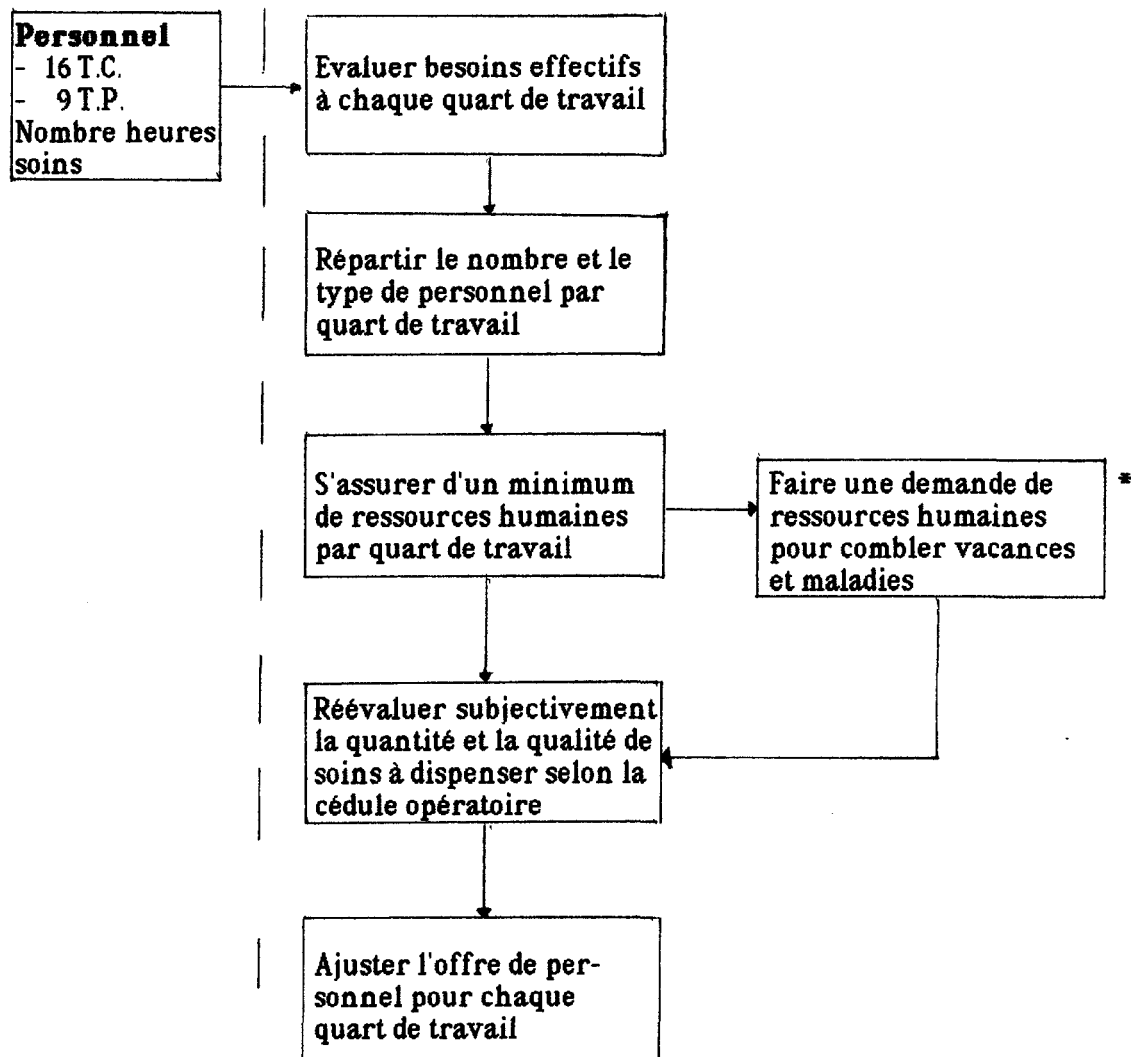 Personnel
- 16 T.C.
- 9 T.P.
Nombre heures
soins
Evaluer besoins effectifs
à chaque quart de travail
Répartir le nombre et le
type de personnel par
quart de travail
S'assurer d'un minimum
de ressources humaines
par quart de travail
Faire une demande de
ressources humaines
pour combler vacances
et maladies
*
Réévaluer subjectivement
la quantité et la qualité de
soins à dispenser selon la
cédule opératoire
Ajuster l'offre de per-
sonnel pour chaque
quart de travail